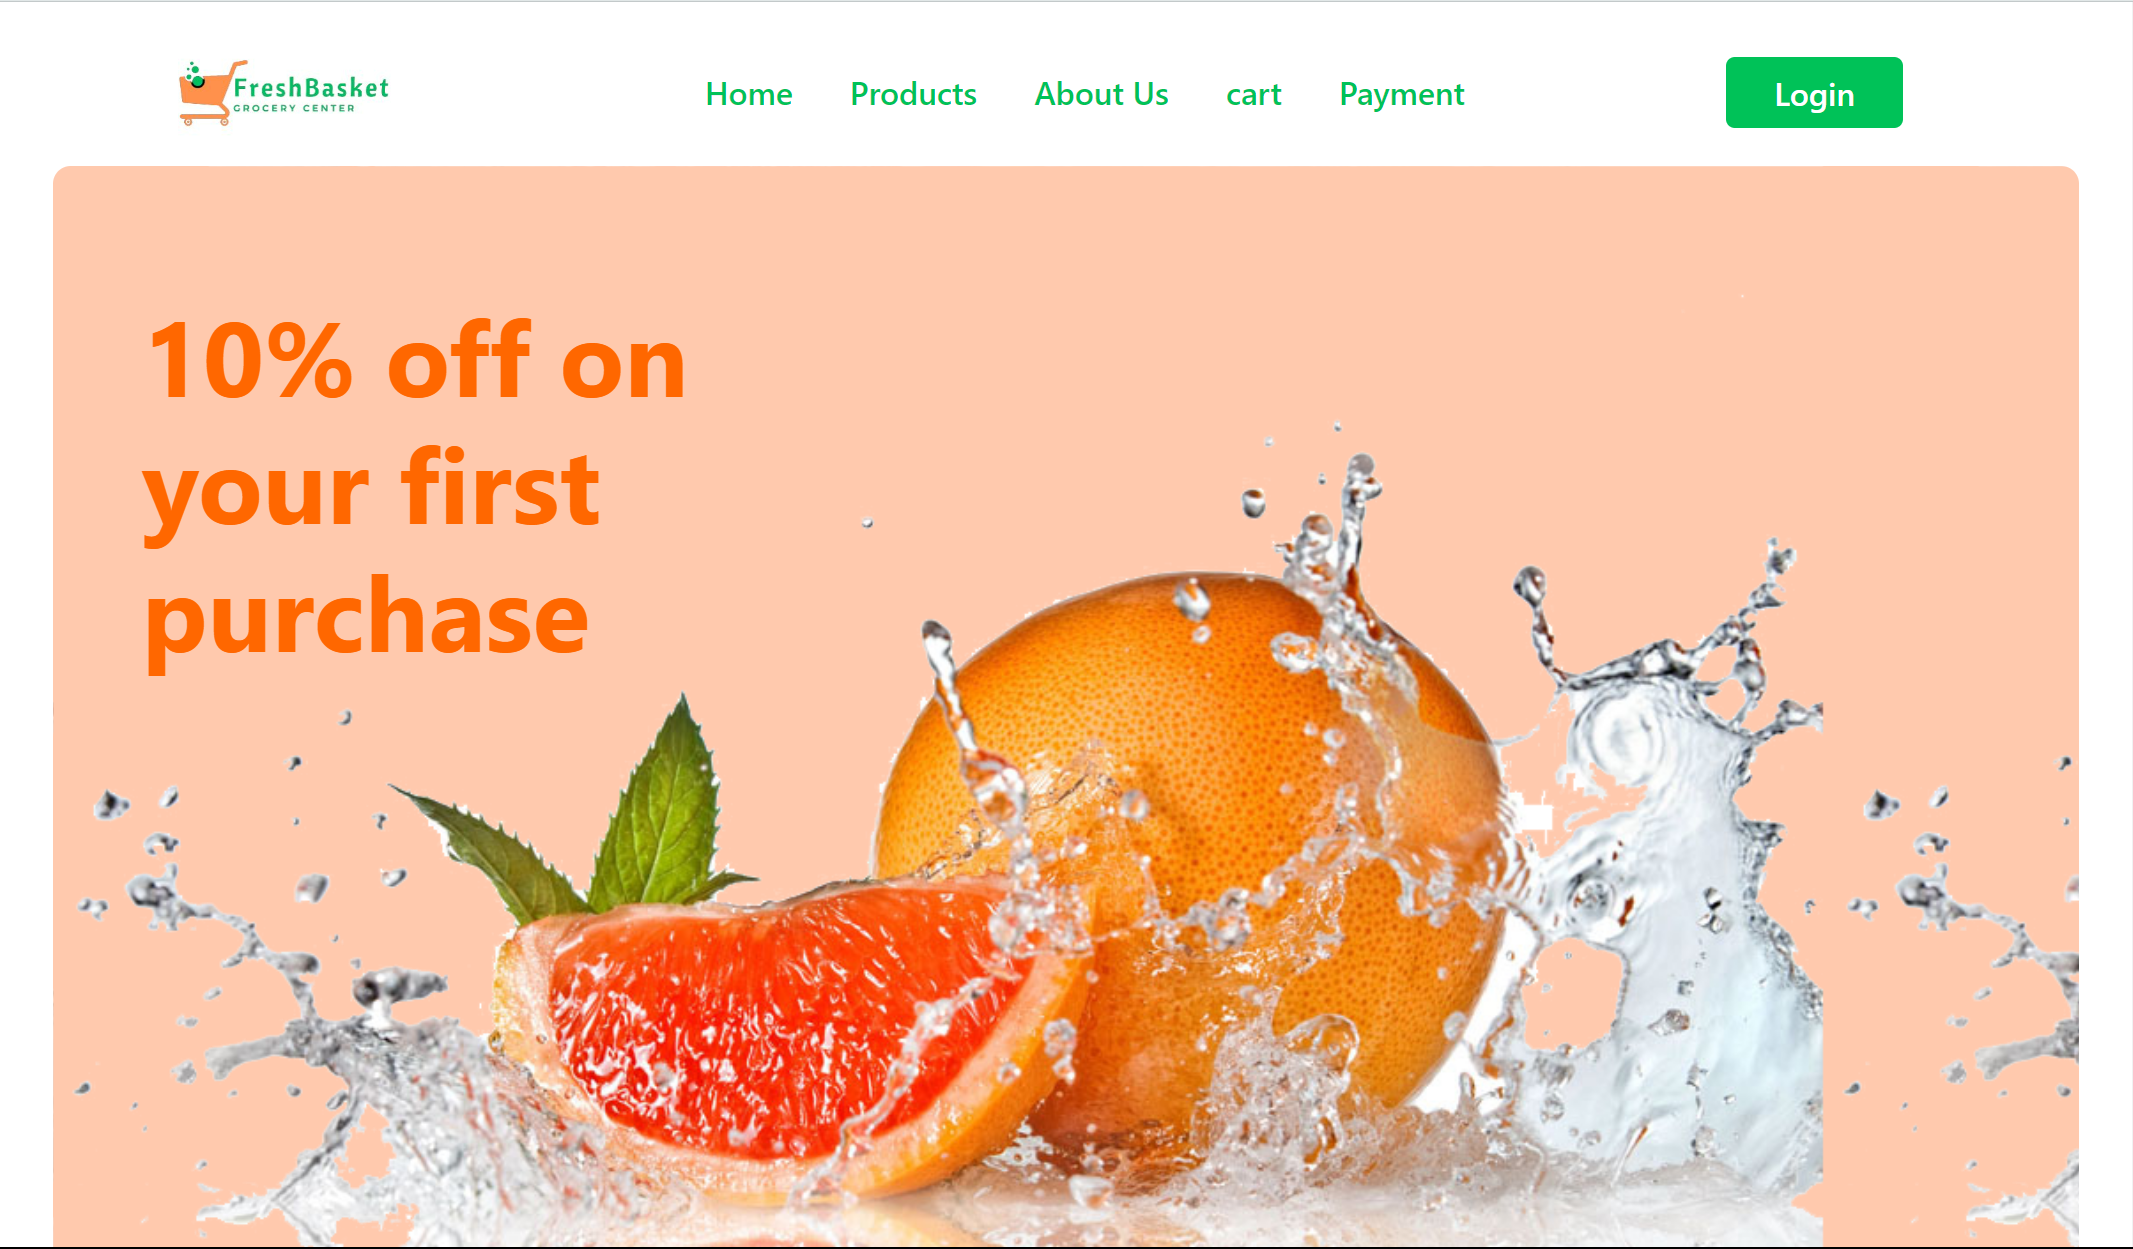 FreshBasket
GROCERY CENTER
Home Products About Us cart Payment
Login
10% off on
your first
purchase